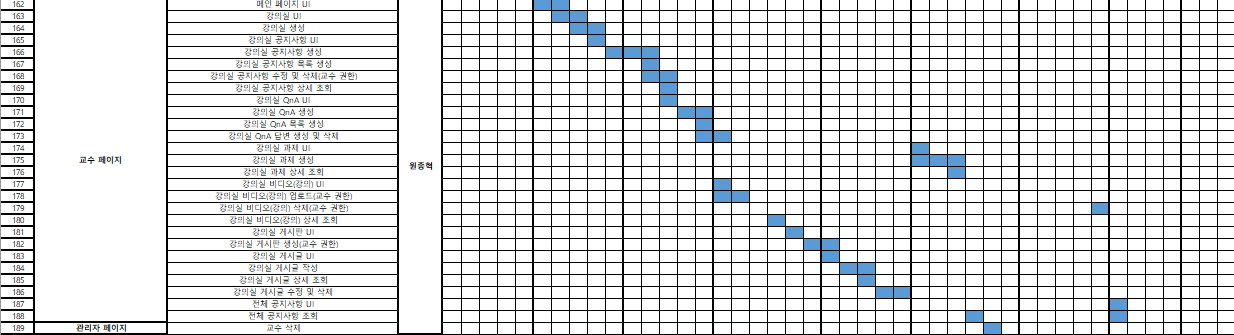 162 메인 페이지 UI
163 강의실 UI
164 강의실 생성
165 강의실 공지사항 UI
166 강의실 공지사항 생성
167 강의실 공지사항 목록 생성
168 강의실 공지사항 수정 및 삭제(교수 권한)
169 강의실 공지사항 상세 조회
170 강의실 QnA UI
171 강의실 QnA 생성
172 강의실 QnA 목록 생성
173 강의실 QnA 답변 생성 및 삭제
174 강의실 과제 UI
175 교수 페이지 강의실 과제 생성 원종혁
176 강의실 과제 상세 조회
177 강의실 비디오(강의) UI
178 강의실 비디오(강의) 업로드(교수 권한)
179 강의실 비디오(강의) 삭제(교수 권한)
180 강의실 비디오(강의) 상세 조회
181 강의실 게시판 UI
182 강의실 게시판 생성(교수 권한)
183 강의실 게시글 UI
184 강의실 게시글 작성
185 강의실 게시글 상세 조회
186 강의실 게시글 수정 및 삭제
187 전체 공지사항 UI
188 전체 공지사항 조회
189 관리자 페이지 교수 삭제